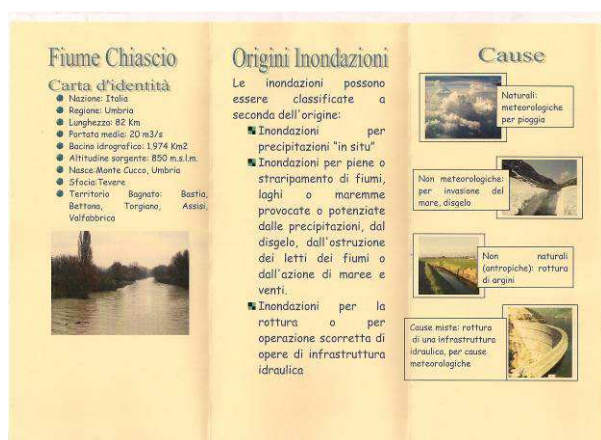 Fiume Chiascio
Carta d'identità
Nazione: Italia
Regione: Umbria
Lunghezza: 82 Km
Portata media: 20 m3/s
Bacino idrografico: 1.974 Km2
Altitudine sorgente: 850 m.s.l.m.
Nasce:Monte Cucco, Umbria
Sfocia:Tevere
Territorio Bagnato: Bastia,
Bettona, Torgiano, Assisi,
Valfabbrica
Origini Inondazioni
Le inondazioni possono
essere classificate a
seconda dell'origine:
Inondazioni per
precipitazioni "in situ"
Inondazioni per piene o
straripamento di fiumi,
laghi o maremme
provocate o potenziate
dalle precipitazioni, dal
disgelo, dall'ostruzione
dei letti dei fiumi o
dall'azione di maree e
venti.
Inondazioni per la
rottura o per
operazione scorretta di
opere di infrastruttura
idraulica
Cause
Naturali:
meteorologiche
per pioggia
Non meteorologiche:
per invasione del
mare, disgelo
Non naturali
(antropiche): rottura
di argini
Cause miste: rottura
di una infrastruttura
idraulica, per cause
meteorologiche